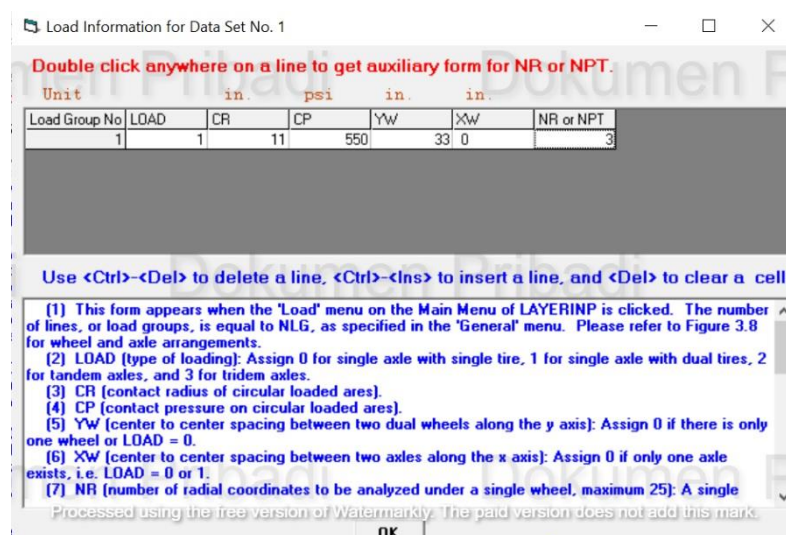 Load Information for Data Set No. 1
Double click anywhere on a line to get auxiliary form for NR or NPT.
Unit in. psi in. in.
Load Group No LOAD CR CP YW XW NR or NPT
1 1 11 550 33 0 3
Use <Ctrl>-<Del> to delete a line, <Ctrl>-<Ins> to insert a line, and <Del> to clear a cell
(1) This form appears when the 'Load' menu on the Main Menu of LAYERINP is clicked. The number
of lines, or load groups, is equal to NLG, as specified in the 'General' menu. Please refer to Figure 3.8
for wheel and axle arrangements.
(2) LOAD (type of loading): Assign 0 for single axle with single tire, 1 for single axle with dual tires, 2
for tandem axles, and 3 for tridem axles.
(3) CR (contact radius of circular loaded ares).
(4) CP (contact pressure on circular loaded ares).
(5) YW (center to center spacing between two dual wheels along the y axis): Assign 0 if there is only
one wheel or LOAD = 0.
(6) XW (center to center spacing between two axles along the x axis): Assign 0 if only one axle
exists, i.e. LOAD = 0 or 1.
(7) NR (number of radial coordinates to be analyzed under a single wheel, maximum 25): A single
OK
Dokumen Pribadi
Processed using the free version of Watermarkly. The paid version does not add this mark.